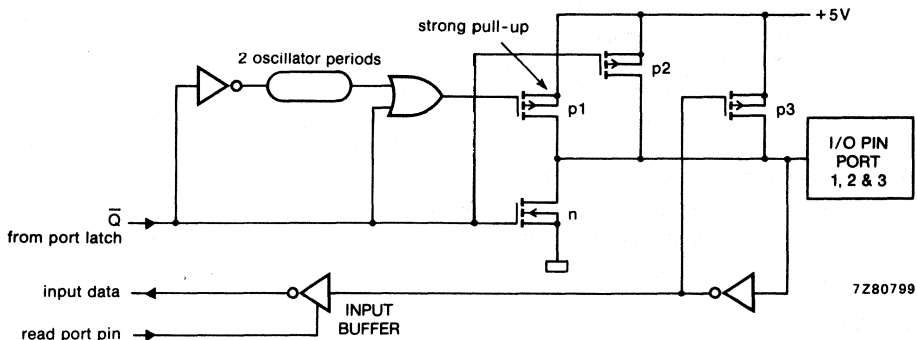 strong pull-up
+5V
2 oscillator periods
p2
p1
p3
I/O PIN
PORT
1, 2 & 3
Q̅
n
from port latch
input data
INPUT
BUFFER
7Z80799
read port pin